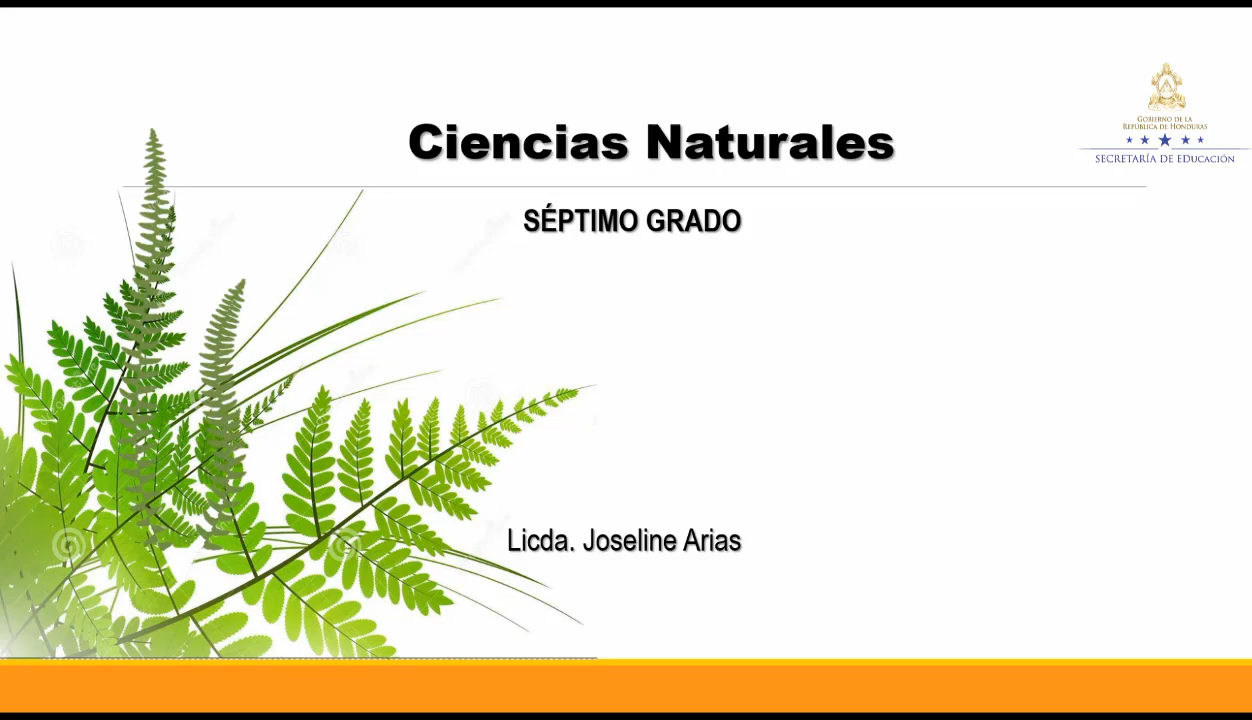 Ciencias Naturales
GOBIERNO DE LA
REPÚBLICA DE HONDURAS
SECRETARÍA DE EDUCACIÓN
SÉPTIMO GRADO
Licda. Joseline Arias